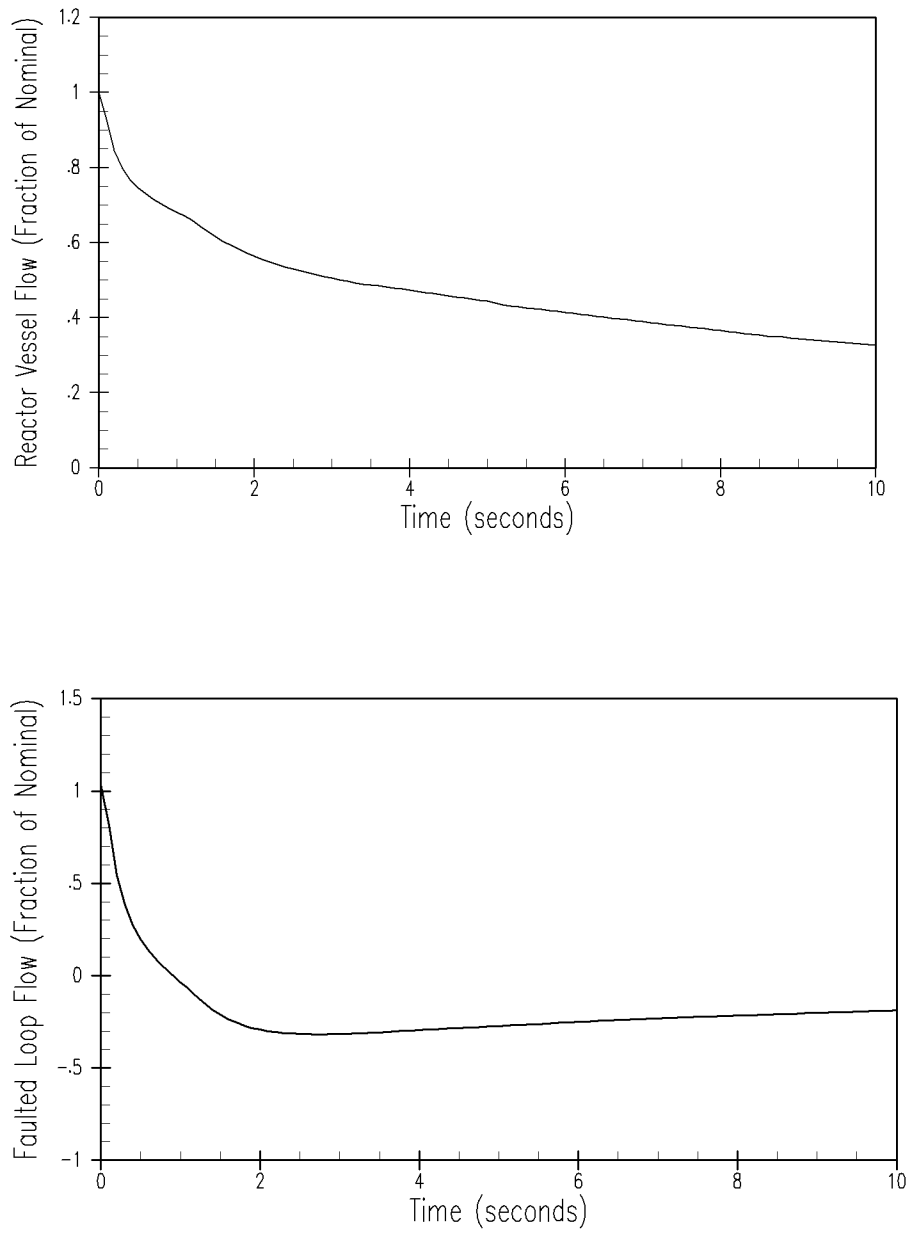 Reactor Vessel Flow (Fraction of Nominal)
1.2
1
.8
.6
.4
.2
0
0 2 4 6 8 10
Time (seconds)
Faulted Loop Flow (Fraction of Nominal)
1.5
1
.5
0
-.5
-1
0 2 4 6 8 10
Time (seconds)